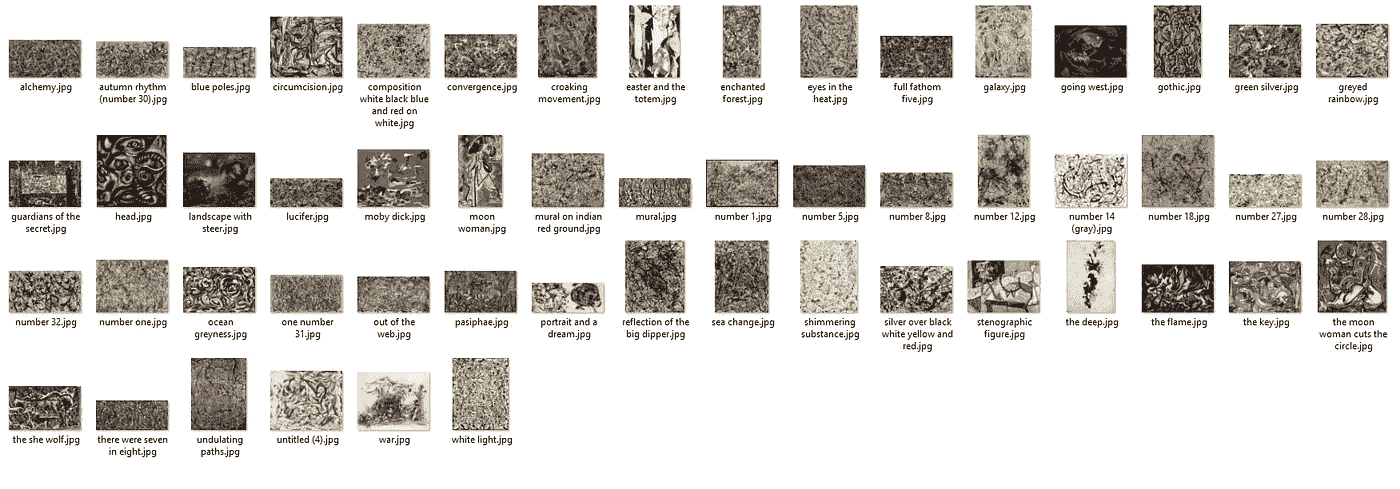 alchemy.jpg
autumn rhythm
(number 30).jpg
blue poles.jpg
circumcision.jpg
composition
white black blue
and red on
white.jpg
convergence.jpg
croaking
movement.jpg
easter and the
totem.jpg
enchanted
forest.jpg
eyes in the
heat.jpg
full fathom
five.jpg
galaxy.jpg
going west.jpg
gothic.jpg
green silver.jpg
greyed
rainbow.jpg
guardians of the
secret.jpg
head.jpg
landscape with
steer.jpg
lucifer.jpg
moby dick.jpg
moon
woman.jpg
mural on indian
red ground.jpg
mural.jpg
number 1.jpg
number 5.jpg
number 8.jpg
number 12.jpg
number 14
(gray).jpg
number 18.jpg
number 27.jpg
number 28.jpg
number 32.jpg
number one.jpg
ocean
greyness.jpg
one number
31.jpg
out of the
web.jpg
pasiphae.jpg
portrait and a
dream.jpg
reflection of the
big dipper.jpg
sea change.jpg
shimmering
substance.jpg
silver over black
white yellow and
red.jpg
stenographic
figure.jpg
the deep.jpg
the flame.jpg
the key.jpg
the moon
woman cuts the
circle.jpg
the she wolf.jpg
there were seven
in eight.jpg
undulating
paths.jpg
untitled (4).jpg
war.jpg
white light.jpg